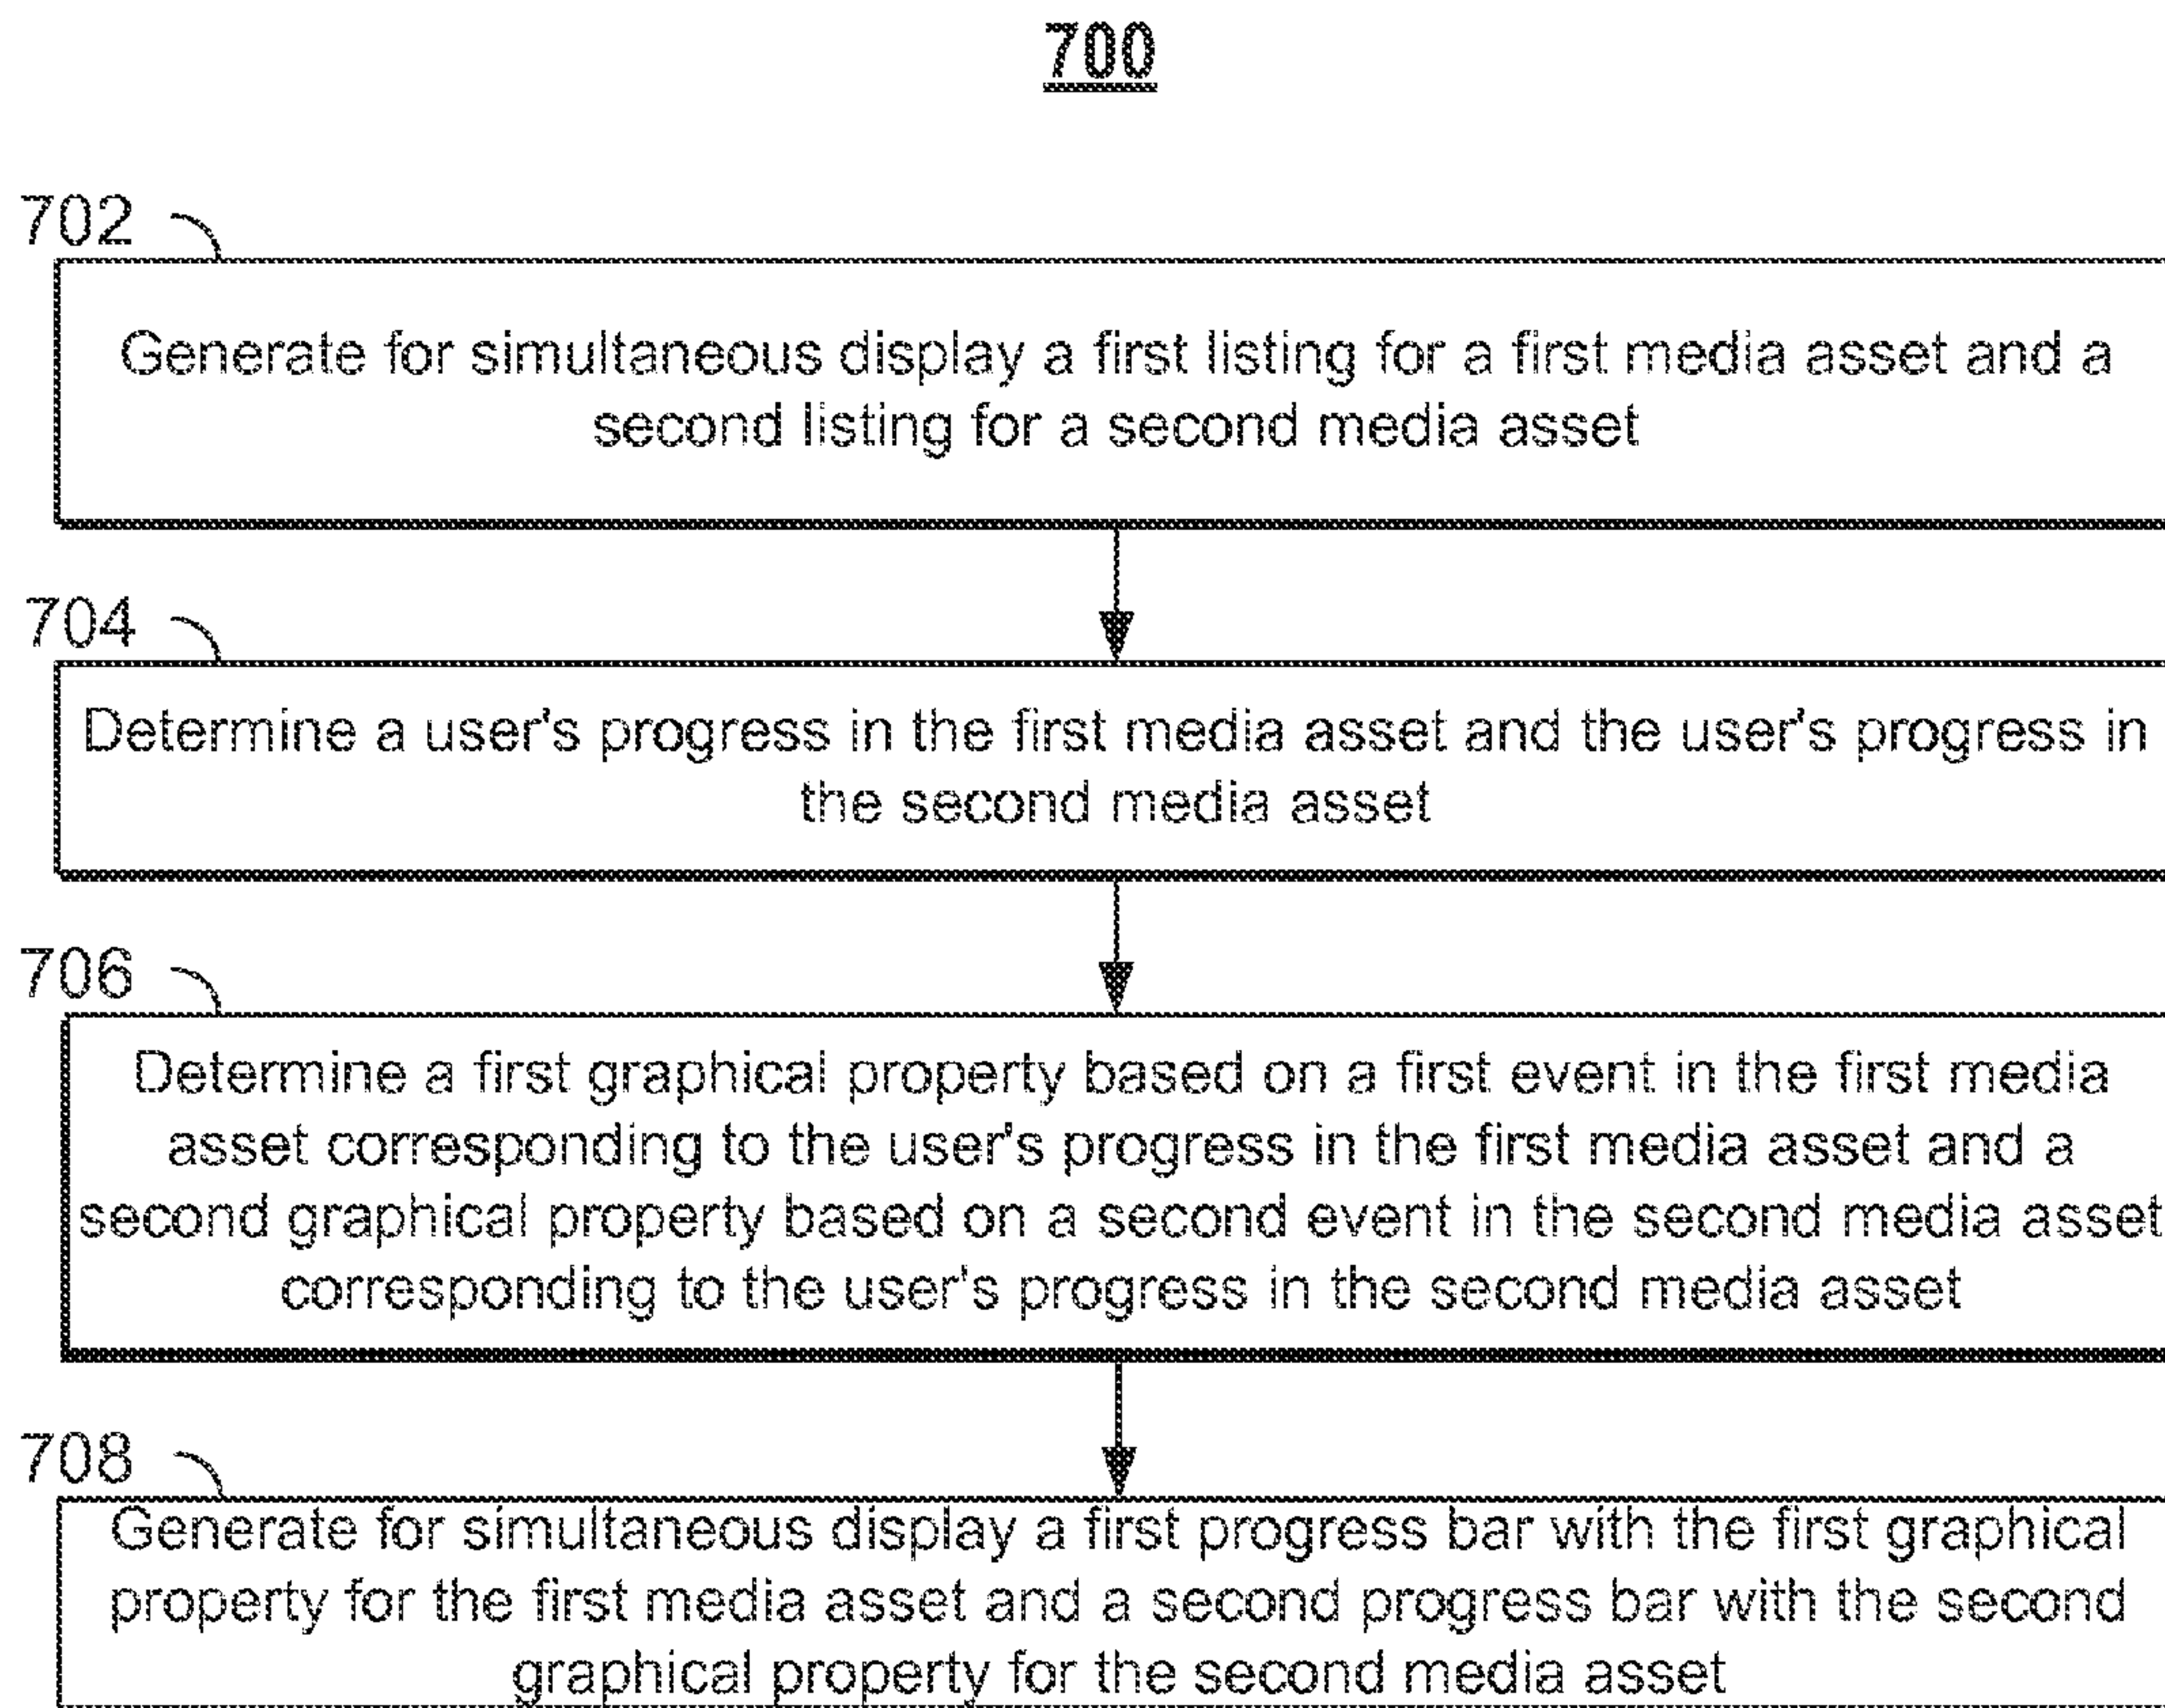 700
702
Generate for simultaneous display a first listing for a first media asset and a
second listing for a second media asset
704
Determine a user's progress in the first media asset and the user's progress in
the second media asset
706
Determine a first graphical property based on a first event in the first media
asset corresponding to the user's progress in the first media asset and a
second graphical property based on a second event in the second media asset
corresponding to the user's progress in the second media asset
708
Generate for simultaneous display a first progress bar with the first graphical
property for the first media asset and a second progress bar with the second
graphical property for the second media asset